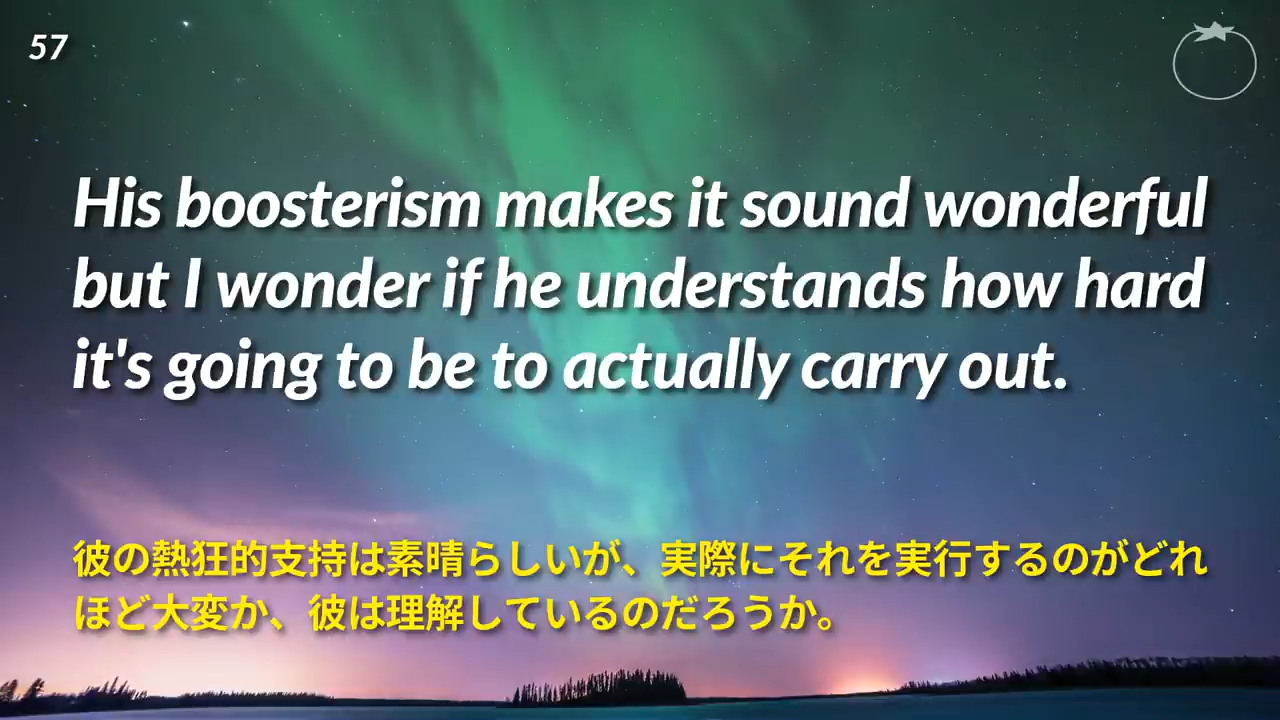 57
His boosterism makes it sound wonderful
but I wonder if he understands how hard
it's going to be to actually carry out.
彼の熱狂的支持は素晴らしいが、実際にそれを実行するのがどれ
ほど大変か、彼は理解しているのだろうか。